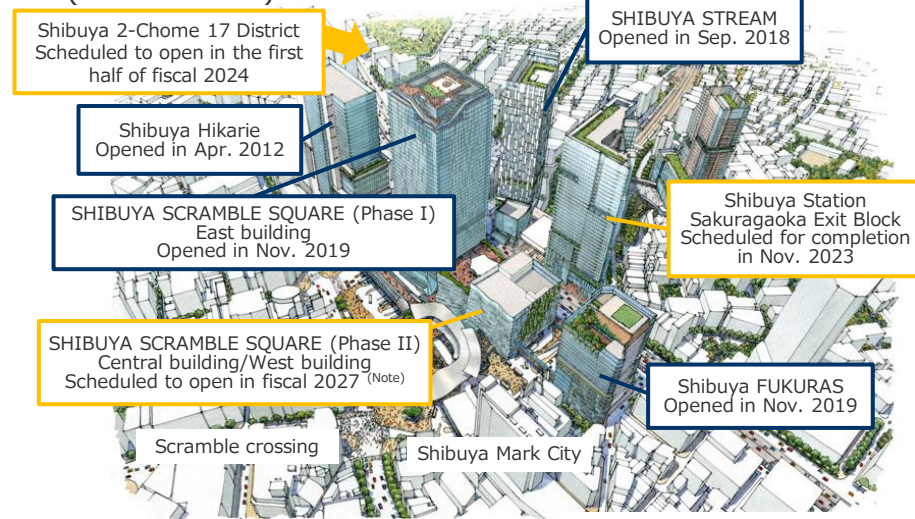 SHIBUYA STREAM
Opened in Sep. 2018
Shibuya 2-Chome 17 District
Scheduled to open in the first
half of fiscal 2024
Shibuya Hikarie
Opened in Apr. 2012
SHIBUYA SCRAMBLE SQUARE (Phase I)
East building
Opened in Nov. 2019
Shibuya Station
Sakuragaoka Exit Block
Scheduled for completion
in Nov. 2023
SHIBUYA SCRAMBLE SQUARE (Phase II)
Central building/West building
Scheduled to open in fiscal 2027 (Note)
Shibuya FUKURAS
Opened in Nov. 2019
Scramble crossing
Shibuya Mark City